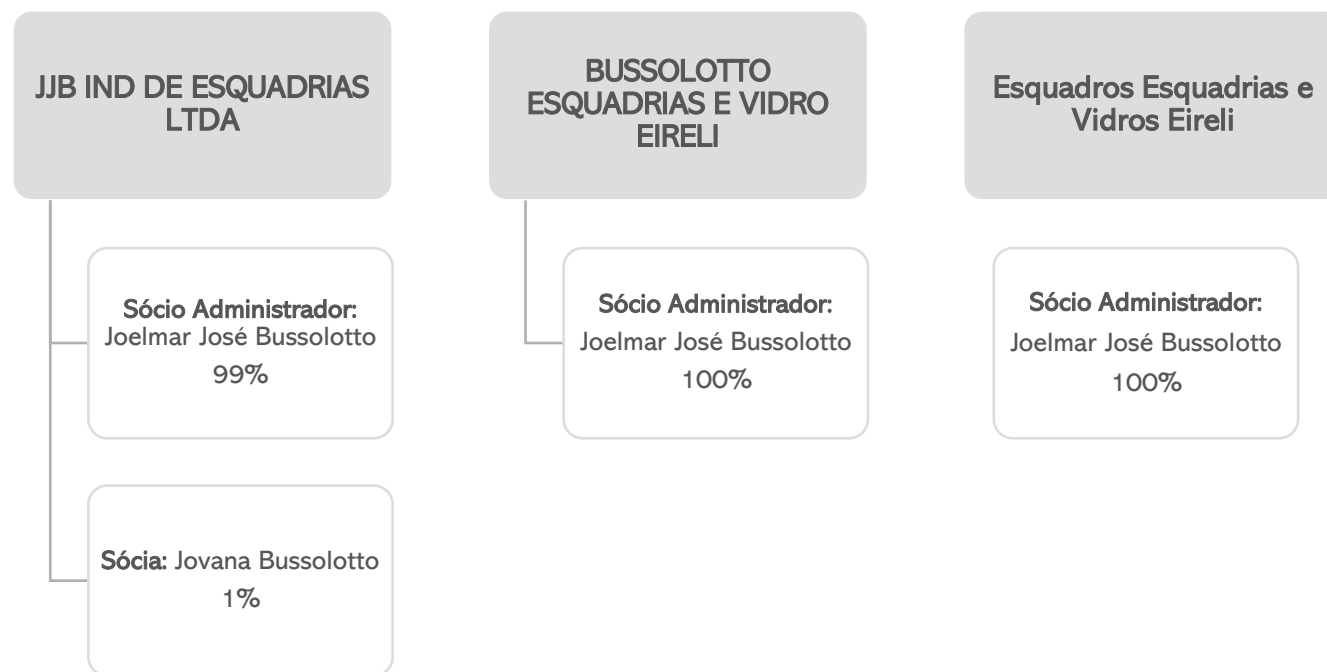 JJB IND DE ESQUADRIAS
LTDA
Sócio Administrador:
Joelmar José Bussolotto
99%
Sócia: Jovana Bussolotto
1%
BUSSOLOTTO
ESQUADRIAS E VIDRO
EIRELI
Sócio Administrador:
Joelmar José Bussolotto
100%
Esquadros Esquadrias e
Vidros Eireli
Sócio Administrador:
Joelmar José Bussolotto
100%